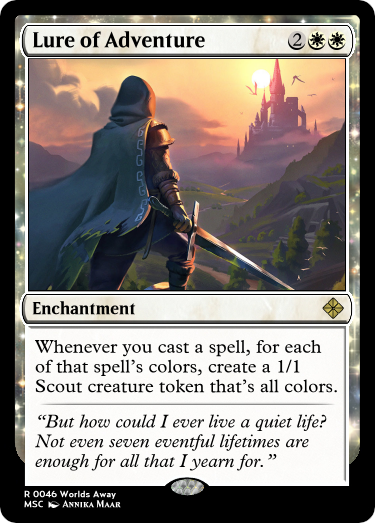 Lure of Adventure 2
Enchantment
Whenever you cast a spell, for each
of that spell's colors, create a 1/1
Scout creature token that's all colors.
“But how could I ever live a quiet life?
Not even seven eventful lifetimes are
enough for all that I yearn for.”
R 0046 Worlds Away
MSC Annika Maar